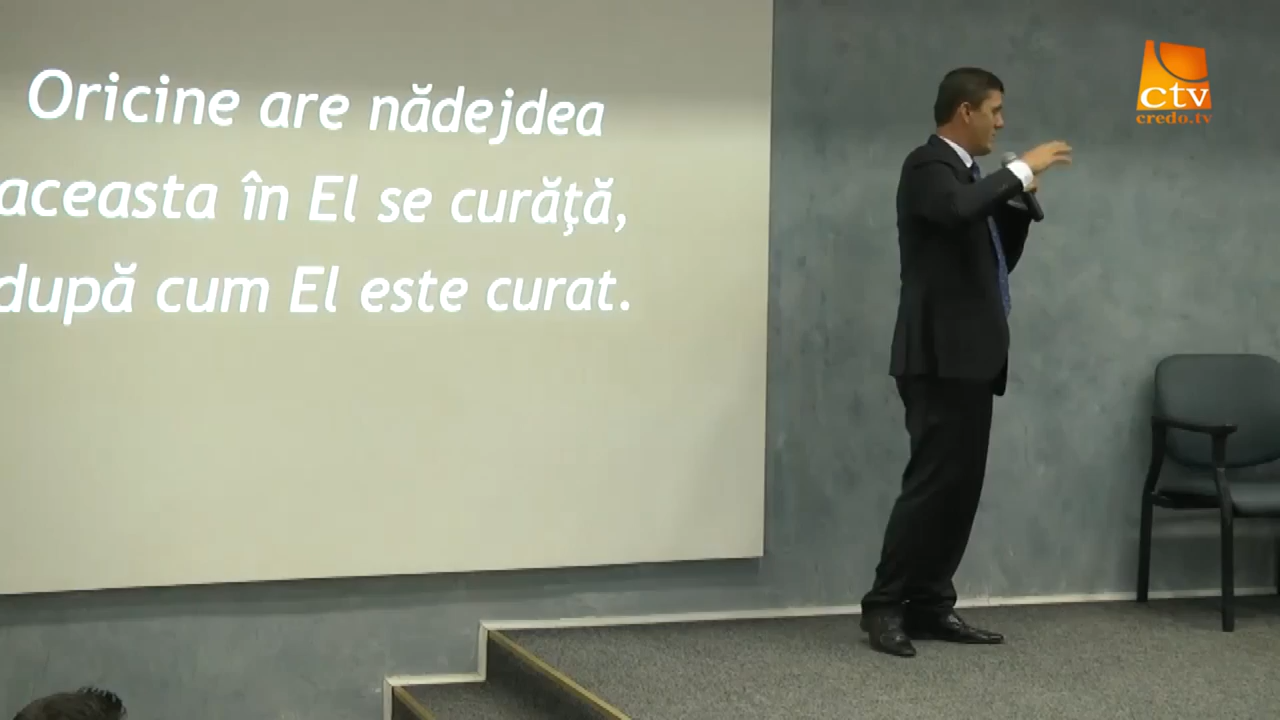 Oricine are nădejdea
aceasta în El se curăţă,
după cum El este curat.
ctv
credo.tv